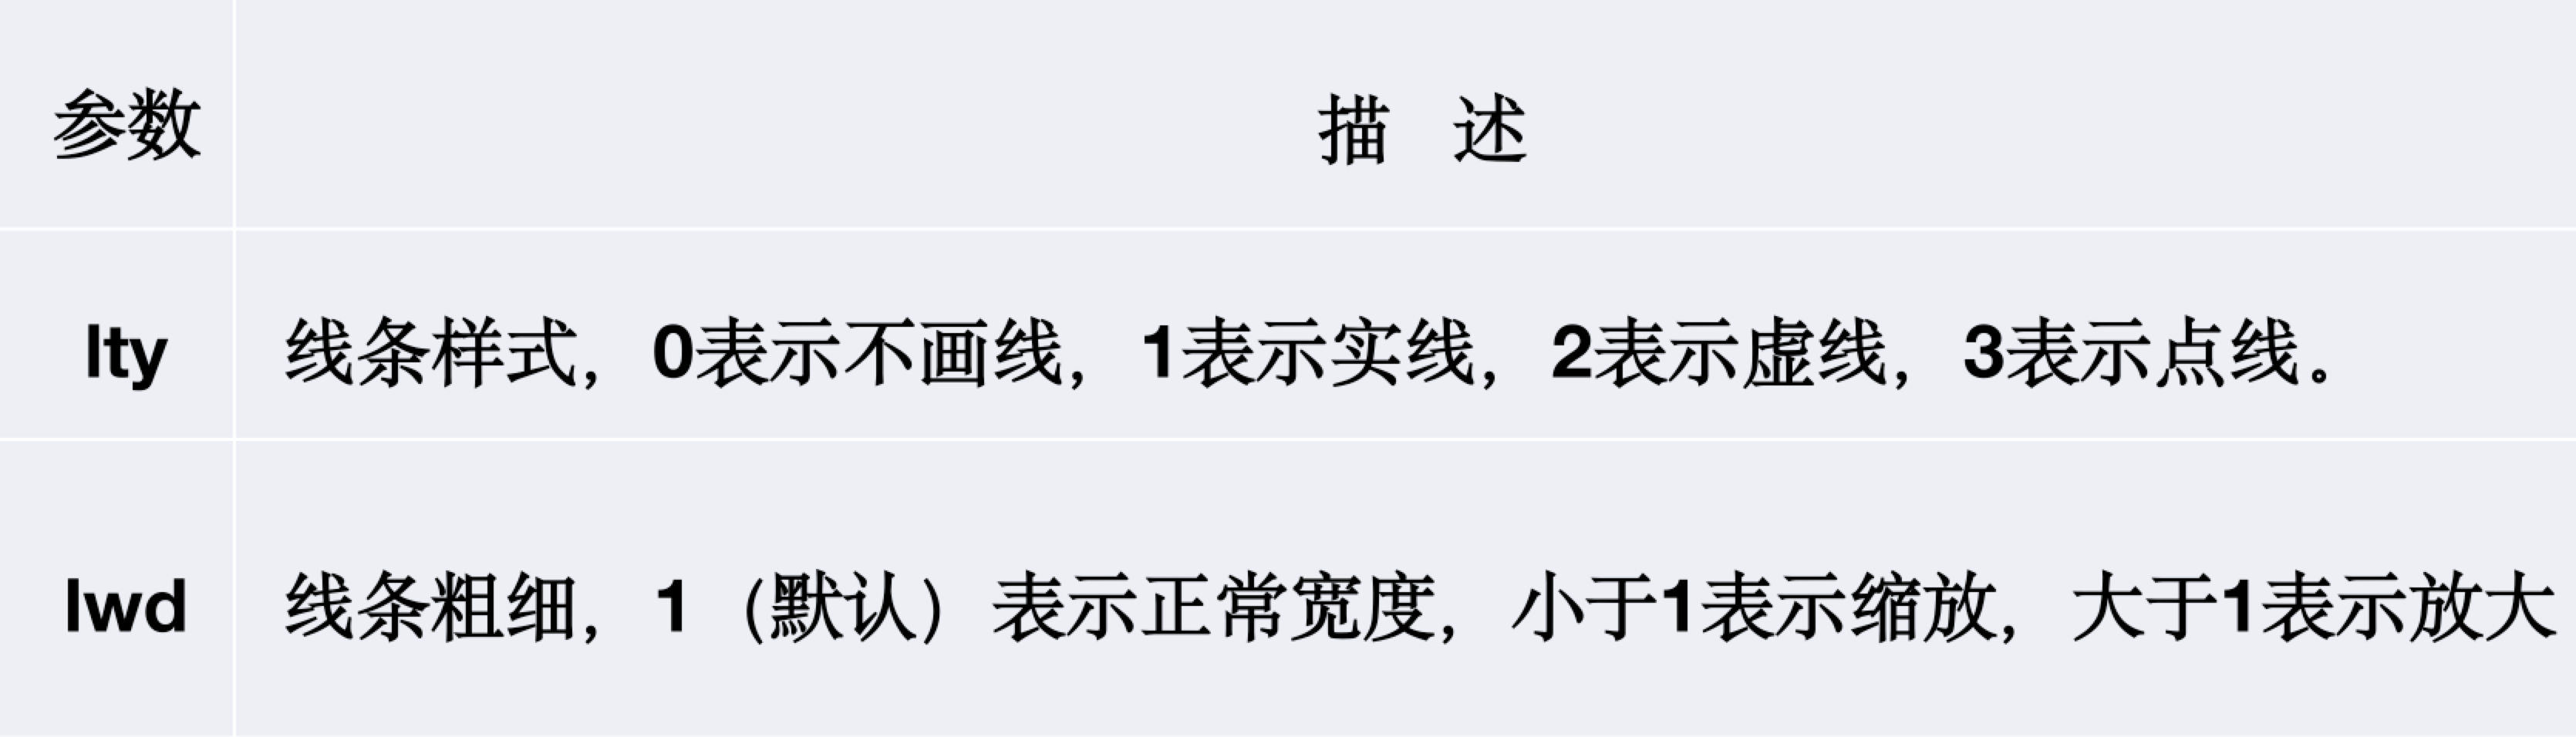 参数 描 述
lty 线条样式，0表示不画线，1表示实线，2表示虚线，3表示点线。
lwd 线条粗细，1（默认）表示正常宽度，小于1表示缩放，大于1表示放大